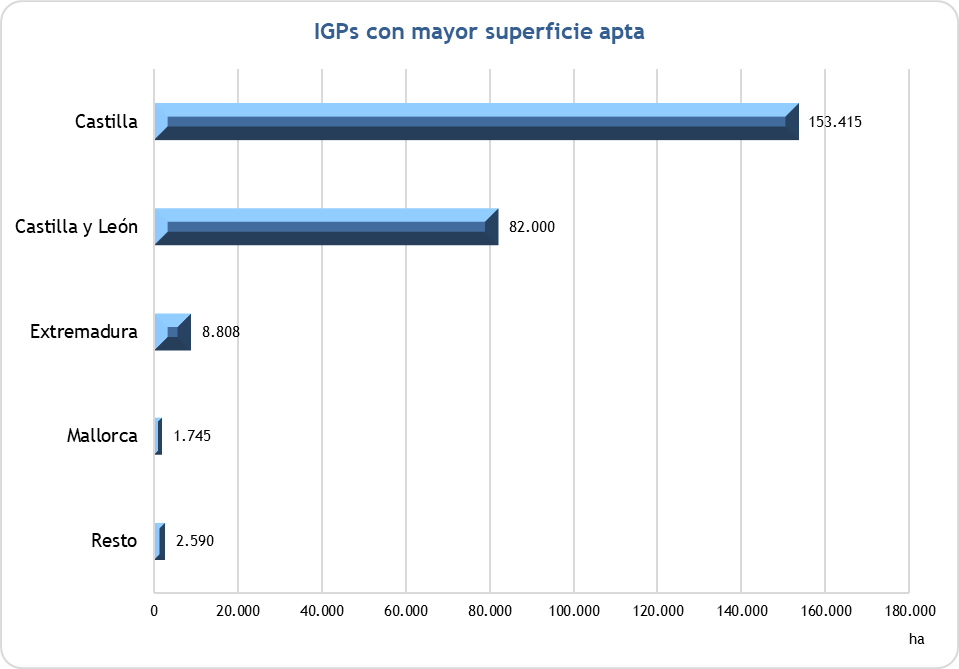 IGPs con mayor superficie apta
Castilla
153.415
Castilla y León
82.000
Extremadura
8.808
Mallorca
1.745
Resto
2.590
0 20.000 40.000 60.000 80.000 100.000 120.000 140.000 160.000 180.000
ha